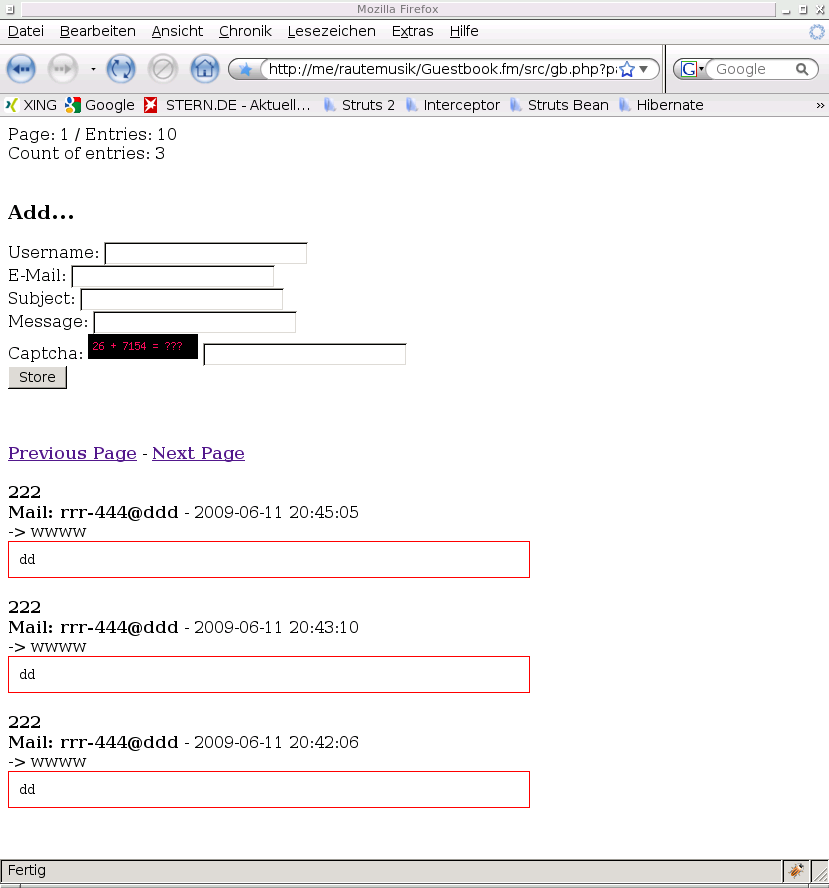 Mozilla Firefox
Datei Bearbeiten Ansicht Chronik Lesezeichen Extras Hilfe
http://me/rautemusik/Guestbook.fm/src/gb.php?pa G Google
XING Google STERN.DE - Aktuell... Struts 2 Interceptor Struts Bean Hibernate »
Page: 1 / Entries: 10
Count of entries: 3
Add...
Username:
E-Mail:
Subject:
Message:
Captcha: 26 + 7154 = ???
Store
Previous Page - Next Page
222
Mail: rrr-444@ddd - 2009-06-11 20:45:05
-> wwww
dd
222
Mail: rrr-444@ddd - 2009-06-11 20:43:10
-> wwww
dd
222
Mail: rrr-444@ddd - 2009-06-11 20:42:06
-> wwww
dd
Fertig